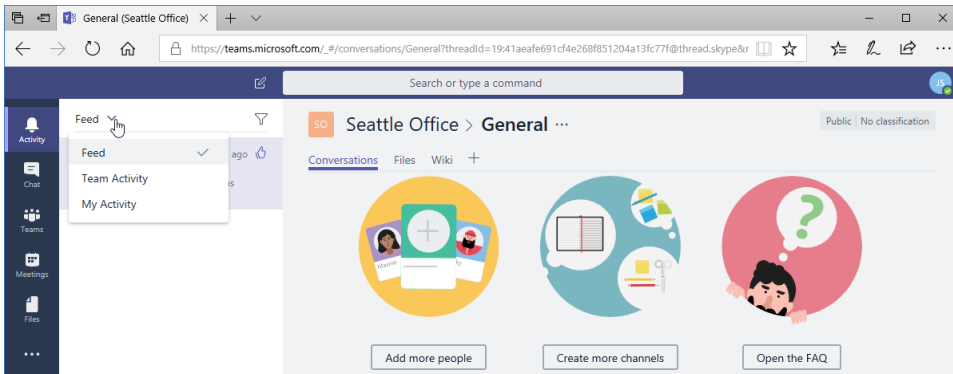 General (Seattle Office)
https://teams.microsoft.com/_#/conversations/General?threadId=19:41aeafe691cf4e268f851204a13fc77f@thread.skype&r
Search or type a command
JS
Activity
Chat
Teams
Meetings
Files
Feed
Feed
ago
Team Activity
My Activity
SO
Seattle Office > General ···
Public | No classification
Conversations Files Wiki +
Maxine
Add more people
Create more channels
Open the FAQ